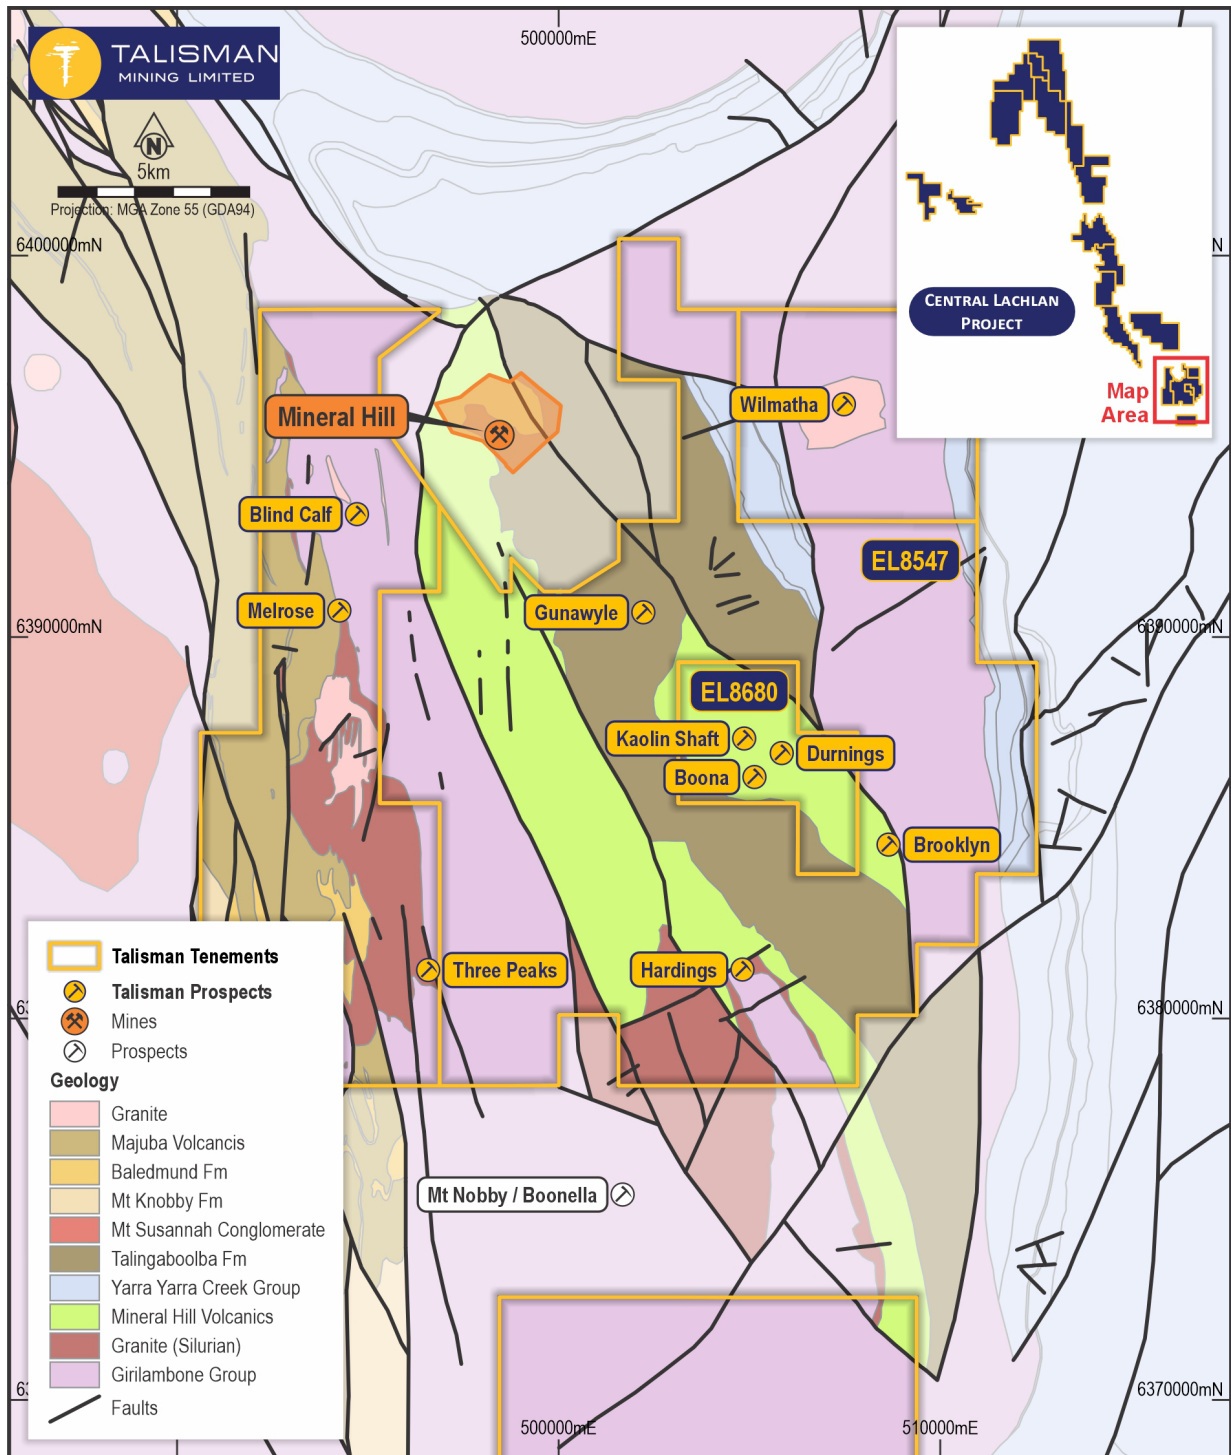 TALISMAN
MINING LIMITED
500000mE
N
5km
Projection: MGA Zone 55 (GDA94)
6400000mN
N
CENTRAL LACHLAN
PROJECT
Map
Area
Wilmatha
Mineral Hill
Blind Calf
EL8547
Melrose
Gunawyle
6390000mN
6390000mN
EL8680
Kaolin Shaft
Durnings
Boona
Brooklyn
Three Peaks
Hardings
6380000mN
Mt Nobby / Boonella
Talisman Tenements
Talisman Prospects
Mines
Prospects
Geology
Granite
Majuba Volcancis
Baledmund Fm
Mt Knobby Fm
Mt Susannah Conglomerate
Talingaboolba Fm
Yarra Yarra Creek Group
Mineral Hill Volcanics
Granite (Silurian)
Girilambone Group
Faults
63
63
6370000mN
500000mE
510000mE